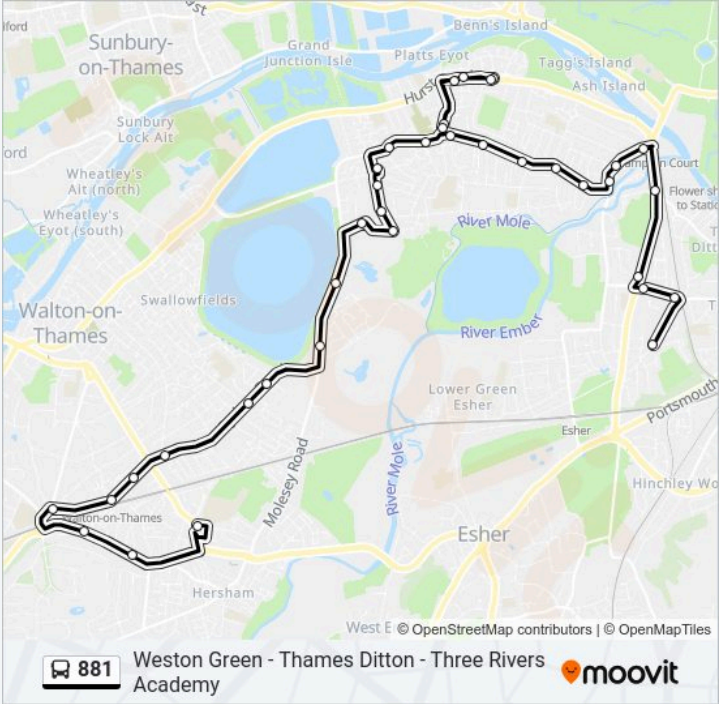 Benn's Island
Sunbury-
on-Thames
Grand
Junction Isle
Platts Eyot
Tagg's Island
Ash Island
Hurst
Sunbury
Lock Ait
Wheatley's
Ait (north)
Wheatley's
Eyot (south)
Court
Flower sh
to Static
River Mole
Ditt
Swallowfields
Walton-on-
Thames
River Ember
Lower Green
Esher
Portsmouth
Esher
Molesey Road
River Mole
Hinchley Wo
Walton-on-Thames
Esher
Hersham
West E
© OpenStreetMap contributors | © OpenMapTiles
881
Weston Green - Thames Ditton - Three Rivers
Academy
moovit